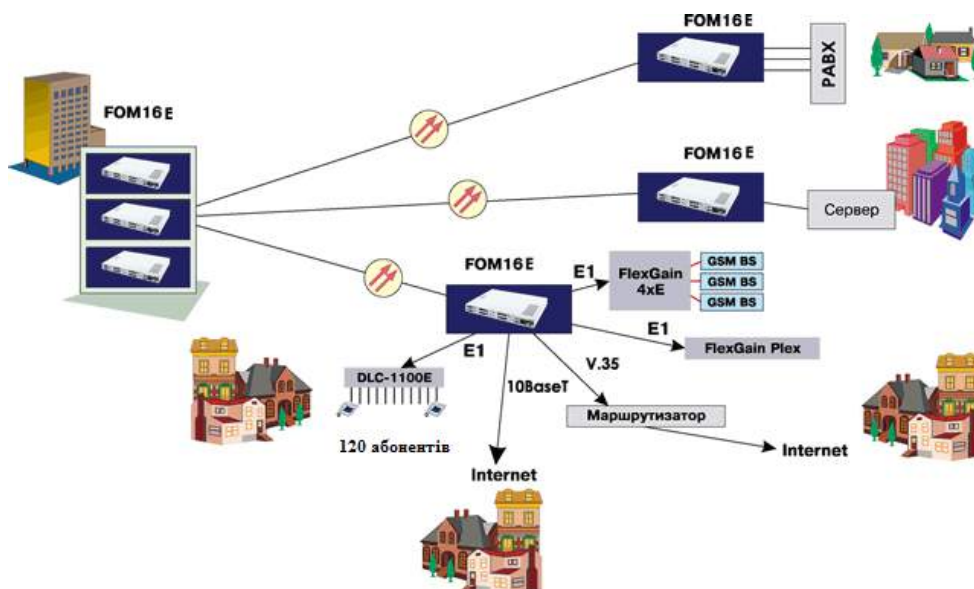 FOM16E
PABX
FOM16E
FOM16E
Сервер
FOM16E
E1
FlexGain
4xE
GSM BS
GSM BS
GSM BS
E1
FlexGain Plex
E1
V.35
DLC-1100E
10BaseT
Маршрутизатор
120 абонентів
Internet
Internet